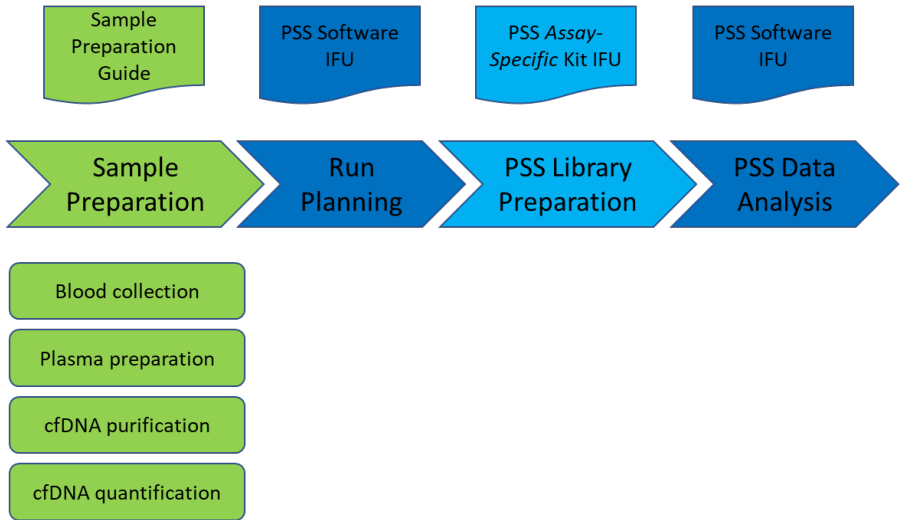 Sample
Preparation
Guide
PSS Software
IFU
PSS Assay-
Specific Kit IFU
PSS Software
IFU
Sample
Preparation
Run
Planning
PSS Library
Preparation
PSS Data
Analysis
Blood collection
Plasma preparation
cfDNA purification
cfDNA quantification